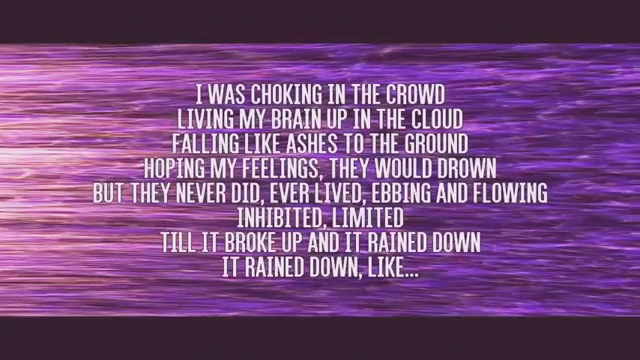 I WAS CHOKING IN THE CROWD
LIVING MY BRAIN UP IN THE CLOUD
FALLING LIKE ASHES TO THE GROUND
HOPING MY FEELINGS, THEY WOULD DROWN
BUT THEY NEVER DID, EVER LIVED, EBBING AND FLOWING
INHIBITED, LIMITED
TILL IT BROKE UP AND IT RAINED DOWN
IT RAINED DOWN, LIKE...